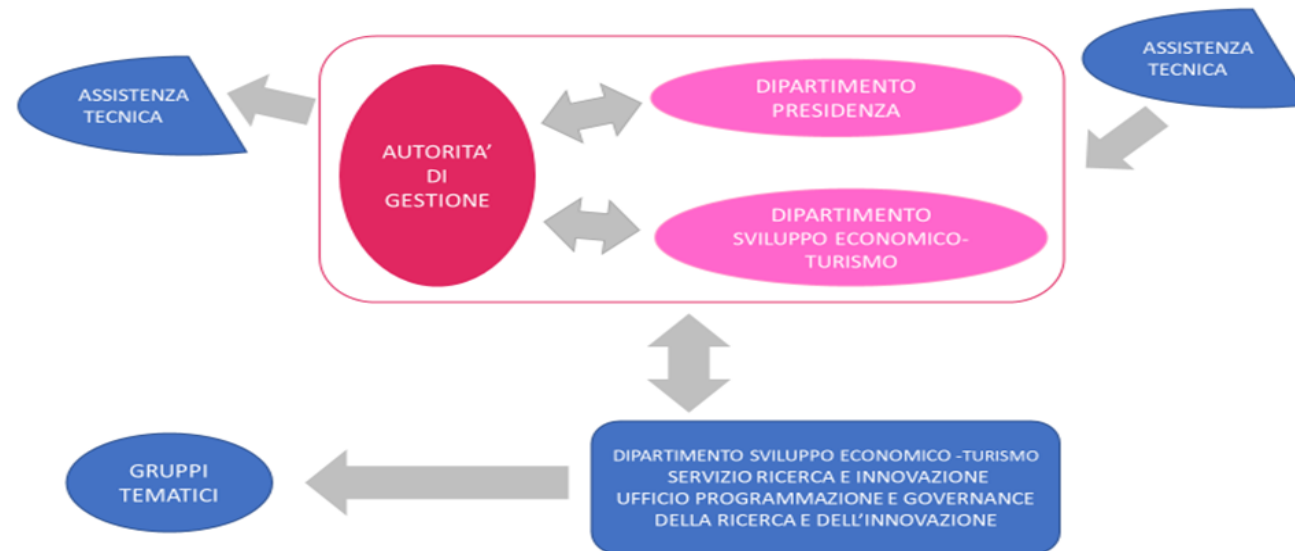 ASSISTENZA
TECNICA
ASSISTENZA
TECNICA
AUTORITA’
DI
GESTIONE
DIPARTIMENTO
PRESIDENZA
DIPARTIMENTO
SVILUPPO ECONOMICO-
TURISMO
GRUPPI
TEMATICI
DIPARTIMENTO SVILUPPO ECONOMICO -TURISMO
SERVIZIO RICERCA E INNOVAZIONE
UFFICIO PROGRAMMAZIONE E GOVERNANCE
DELLA RICERCA E DELL’INNOVAZIONE